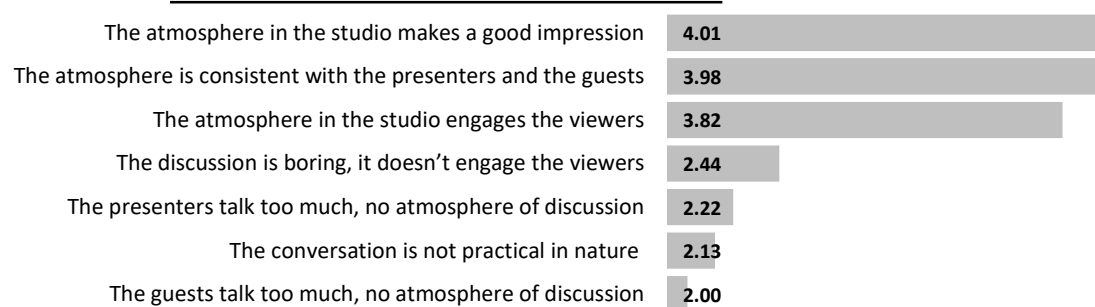 The atmosphere in the studio makes a good impression 4.01
The atmosphere is consistent with the presenters and the guests 3.98
The atmosphere in the studio engages the viewers 3.82
The discussion is boring, it doesn’t engage the viewers 2.44
The presenters talk too much, no atmosphere of discussion 2.22
The conversation is not practical in nature 2.13
The guests talk too much, no atmosphere of discussion 2.00